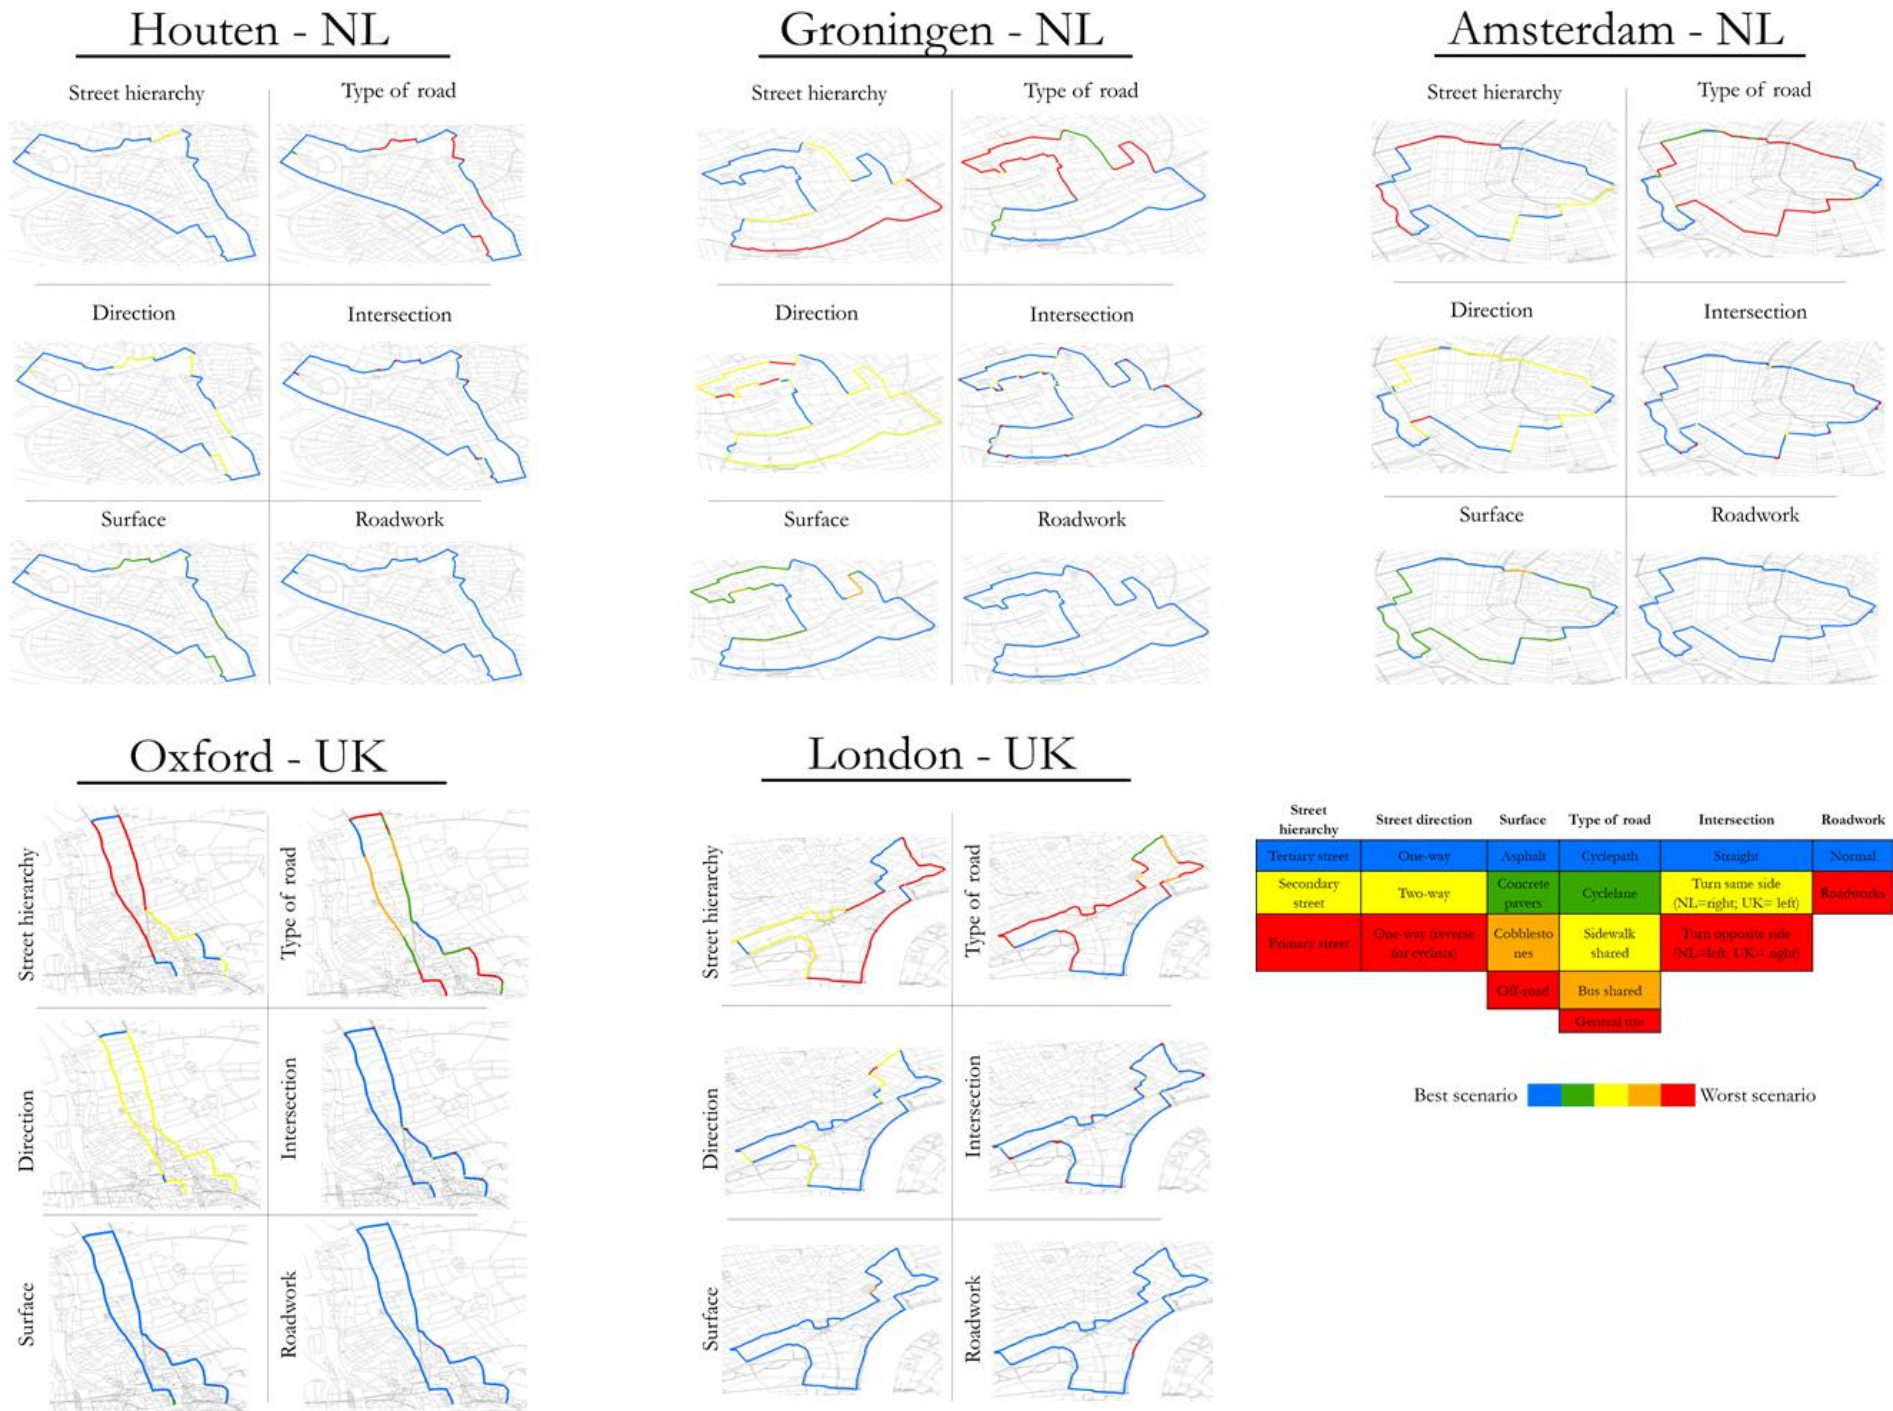 Houten - NL
Street hierarchy
Type of road
Direction
Intersection
Surface
Roadwork
Groningen - NL
Street hierarchy
Type of road
Direction
Intersection
Surface
Roadwork
Amsterdam - NL
Street hierarchy
Type of road
Direction
Intersection
Surface
Roadwork
Oxford - UK
Street hierarchy
Type of road
Direction
Intersection
Surface
Roadwork
London - UK
Street hierarchy
Type of road
Direction
Intersection
Surface
Roadwork
Street
hierarchy
Street direction
Surface
Type of road
Intersection
Roadwork
Tertiary street
One-way
Asphalt
Cyclepath
Straight
Normal
Secondary
street
Two-way
Concrete
pavers
Cyclelane
Turn same side
(NL=right; UK= left)
Roadworks
Primary street
One-way (reverse
for cyclists)
Cobblesto
nes
Sidewalk
shared
Turn opposite side
(NL=left; UK= right)
Off-road
Bus shared
General use
Best scenario
Worst scenario